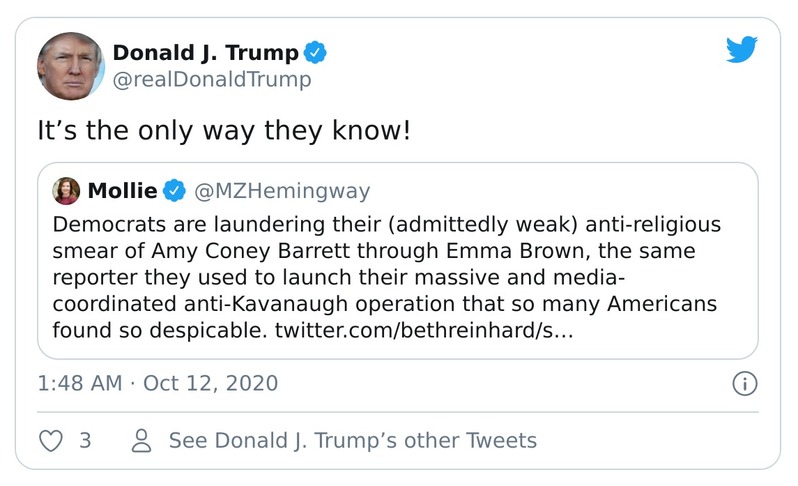 Donald J. Trump
@realDonaldTrump
It’s the only way they know!
Mollie @MZHemingway
Democrats are laundering their (admittedly weak) anti-religious
smear of Amy Coney Barrett through Emma Brown, the same
reporter they used to launch their massive and media-
coordinated anti-Kavanaugh operation that so many Americans
found so despicable. twitter.com/bethreinhard/s…
1:48 AM · Oct 12, 2020
3 See Donald J. Trump’s other Tweets